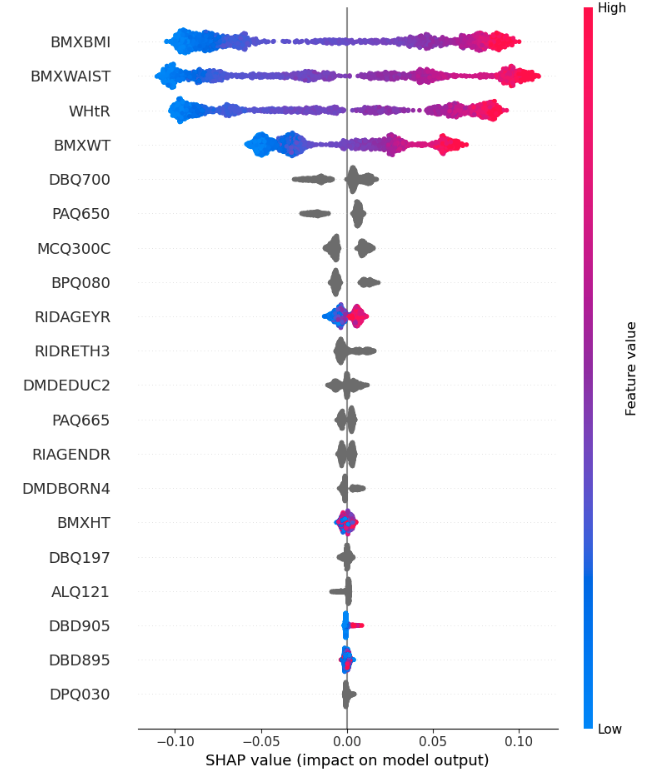 High
BMXBMI
BMXWAIST
WHtR
BMXWT
DBQ700
PAQ650
MCQ300C
BPQ080
RIDAGEYR
RIDRETH3
DMDEDUC2
PAQ665
RIAGENDR
DMDBORN4
BMXHT
DBQ197
ALQ121
DBD905
DBD895
DPQ030
Feature value
Low
−0.10 −0.05 0.00 0.05 0.10
SHAP value (impact on model output)